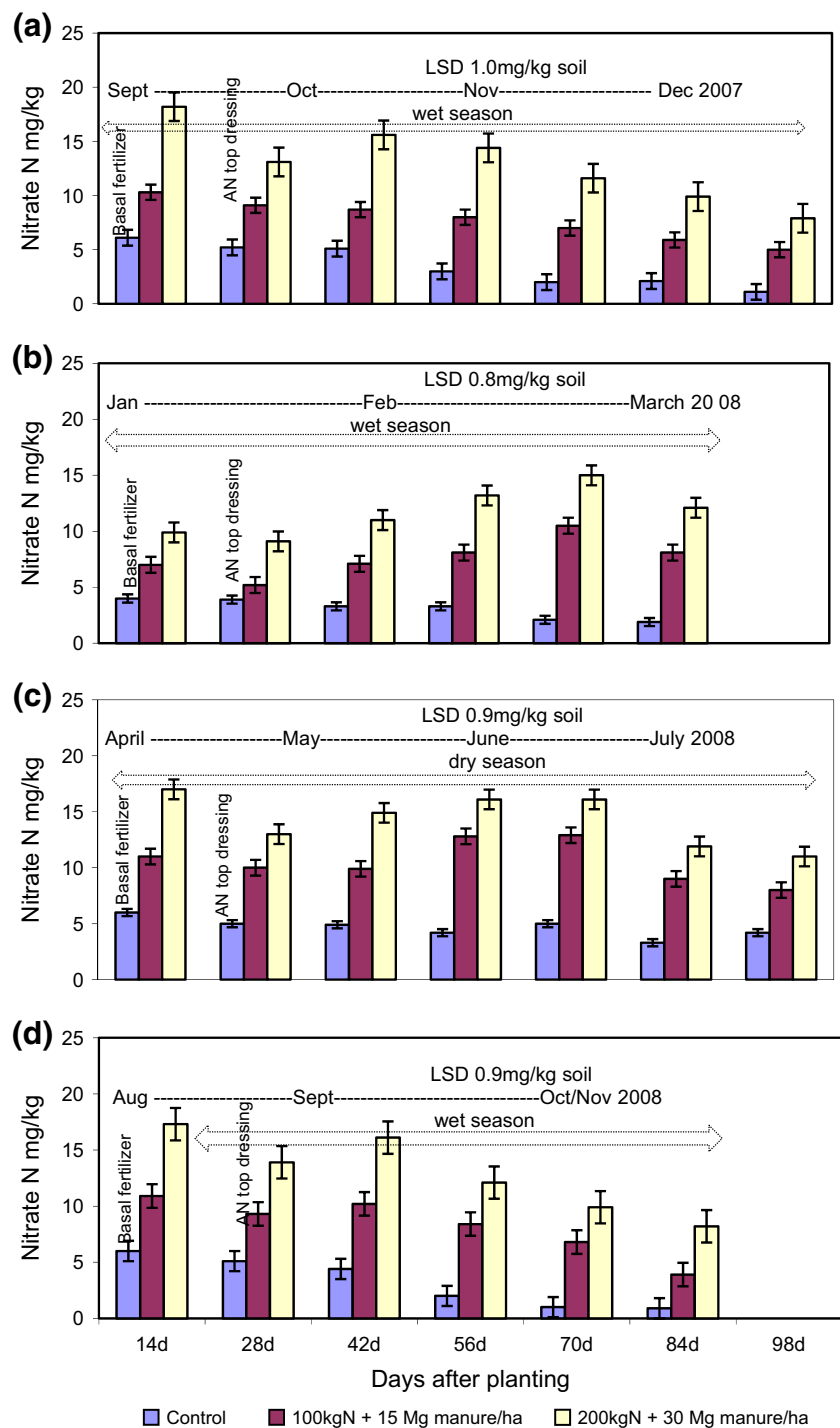 (a)
25
20
15
10
5
0
Nitrate N mg/kg
LSD 1.0mg/kg soil
Sept --------------------Oct-----------------------Nov------------------------ Dec 2007
wet season
Basal fertilizer
AN top dressing
(b)
25
20
15
10
5
0
Nitrate N mg/kg
LSD 0.8mg/kg soil
Jan ---------------------------------Feb-----------------------------------March 20 08
wet season
Basal fertilizer
AN top dressing
(c)
25
20
15
10
5
0
Nitrate N mg/kg
LSD 0.9mg/kg soil
April --------------------May----------------------June---------------------July 2008
dry season
Basal fertilizer
AN top dressing
(d)
25
20
15
10
5
0
Nitrate N mg/kg
LSD 0.9mg/kg soil
Aug ---------------------Sept-------------------------------Oct/Nov 2008
wet season
Basal fertilizer
AN top dressing
14d 28d 42d 56d 70d 84d 98d
Days after planting
Control 100kgN + 15 Mg manure/ha 200kgN + 30 Mg manure/ha